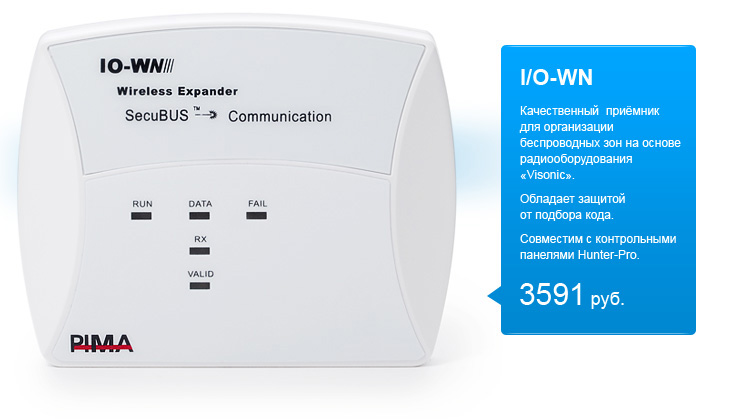 IO-WN
Wireless Expander
SecuBUS™ Communication
RUN DATA FAIL
RX
VALID
PIMA
I/O-WN
Качественный приёмник
для организации
беспроводных зон на основе
радиооборудования
«Visonic».
Обладает защитой
от подбора кода.
Совместим с контрольными
панелями Hunter-Pro.
3591 руб.